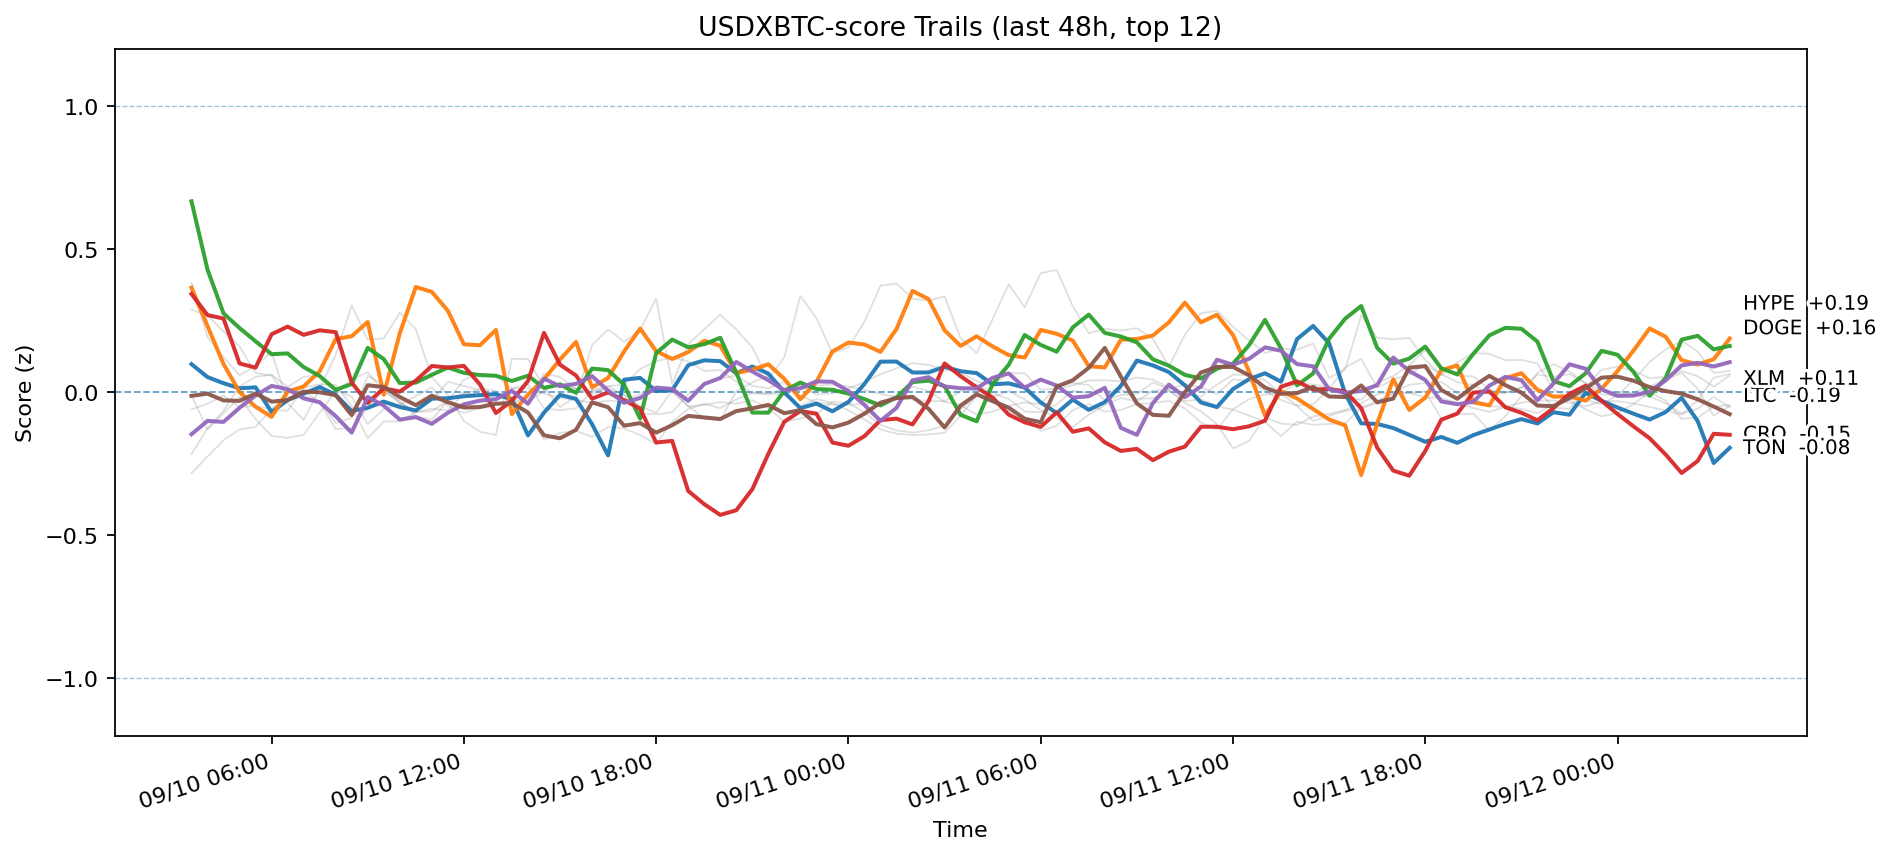 USDXBTC-score Trails (last 48h, top 12)
Score (z)
1.0
0.5
0.0
−0.5
−1.0
HYPE +0.19
DOGE +0.16
XLM +0.11
LTC -0.19
CRO -0.15
TON -0.08
09/10 06:00
09/10 12:00
09/10 18:00
09/11 00:00
09/11 06:00
09/11 12:00
09/11 18:00
09/12 00:00
Time